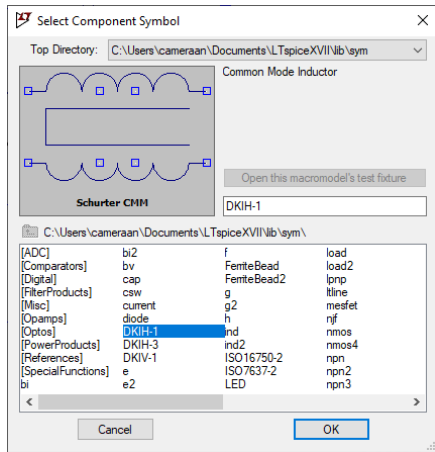 Select Component Symbol
Top Directory: C:\Users\cameraan\Documents\LTspiceXVII\lib\sym
Common Mode Inductor
Schurter CMM
Open this macromodel's test fixture
DKIH-1
C:\Users\cameraan\Documents\LTspiceXVII\lib\sym\
[ADC] bi2 f load
[Comparators] bv FerriteBead load2
[Digital] cap FerriteBead2 lpnp
[FilterProducts] csw g ltline
[Misc] current g2 mesfet
[Opamps] diode h njf
[Optos] DKIH-1 ind nmos
[PowerProducts] DKIH-3 ind2 nmos4
[References] DKIV-1 ISO16750-2 npn
[SpecialFunctions] e ISO7637-2 npn2
bi e2 LED npn3
Cancel OK